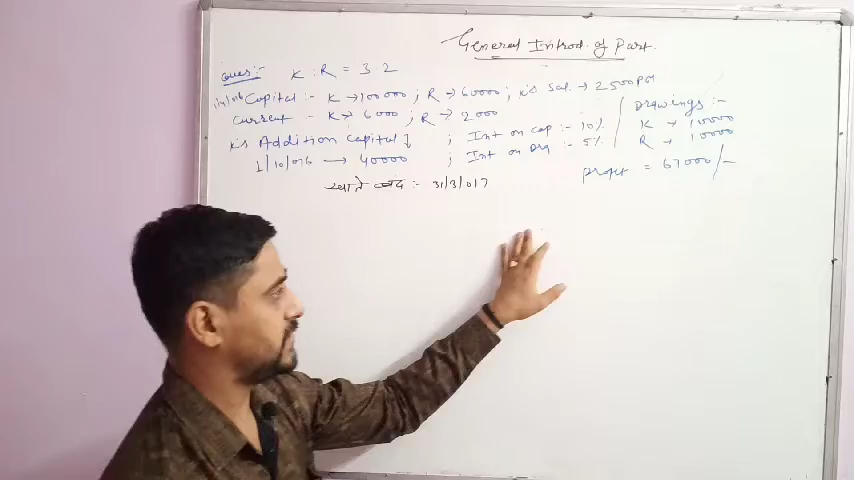 General Introd. of Part.
Ques:- K : R = 3 2
1/4/016 Capital :- K → 100000 ; R → 60000 ; K's Sal. → 2500 PM
Current - K → 6000 ; R → 2000
K's Addition Capital ; Int on Cap :- 10%
1/10/016 → 40000 ; Int on Drg :- 5%
खाते बंद :- 31/3/017
Drawings :-
K → 10000
R → 10000
Profit = 67000/-